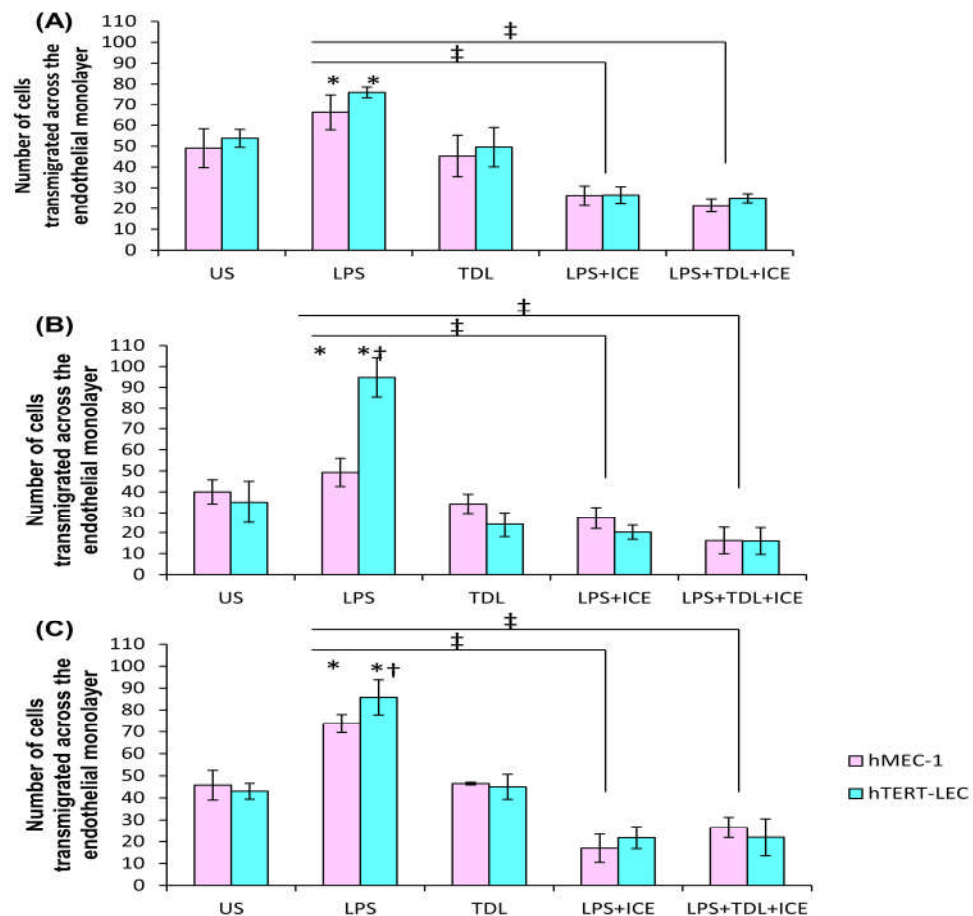 (A)
Number of cells
transmigrated across the
endothelial monolayer
110
100
90
80
70
60
50
40
30
20
10
0
‡
‡
* *
US LPS TDL LPS+ICE LPS+TDL+ICE
(B)
Number of cells
transmigrated across the
endothelial monolayer
110
100
90
80
70
60
50
40
30
20
10
0
‡
‡
* *†
US LPS TDL LPS+ICE LPS+TDL+ICE
(C)
Number of cells
transmigrated across the
endothelial monolayer
110
100
90
80
70
60
50
40
30
20
10
0
‡
‡
* *†
US LPS TDL LPS+ICE LPS+TDL+ICE
hMEC-1
hTERT-LEC